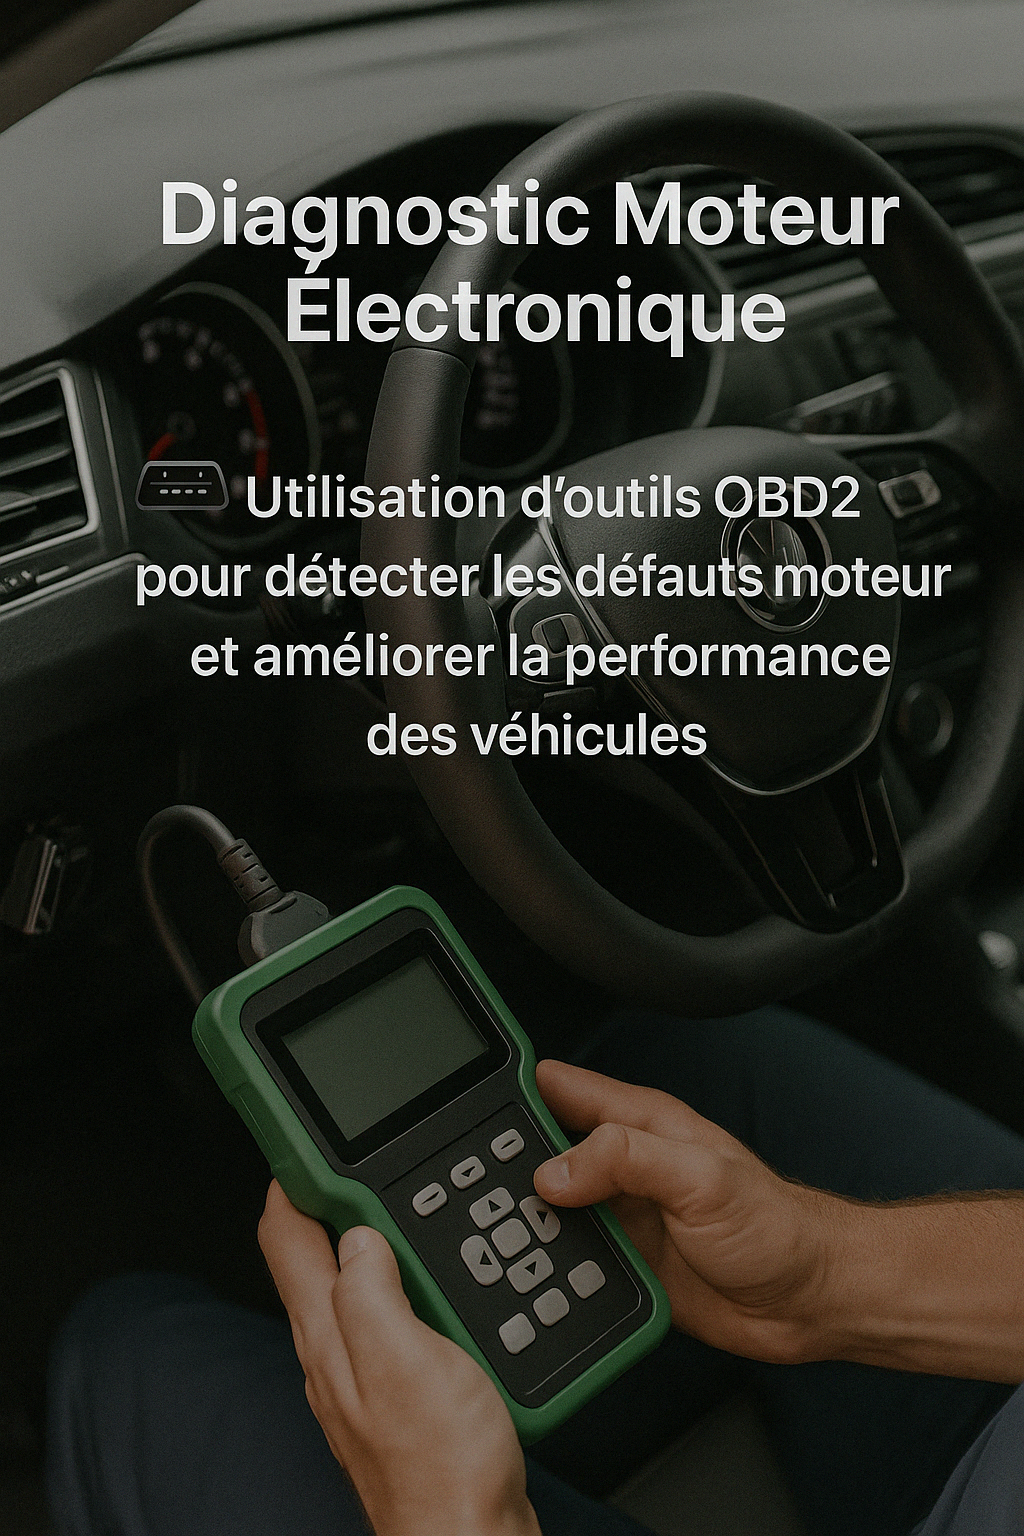 Diagnostic Moteur
Électronique
Utilisation d’outils OBD2
pour détecter les défauts moteur
et améliorer la performance
des véhicules